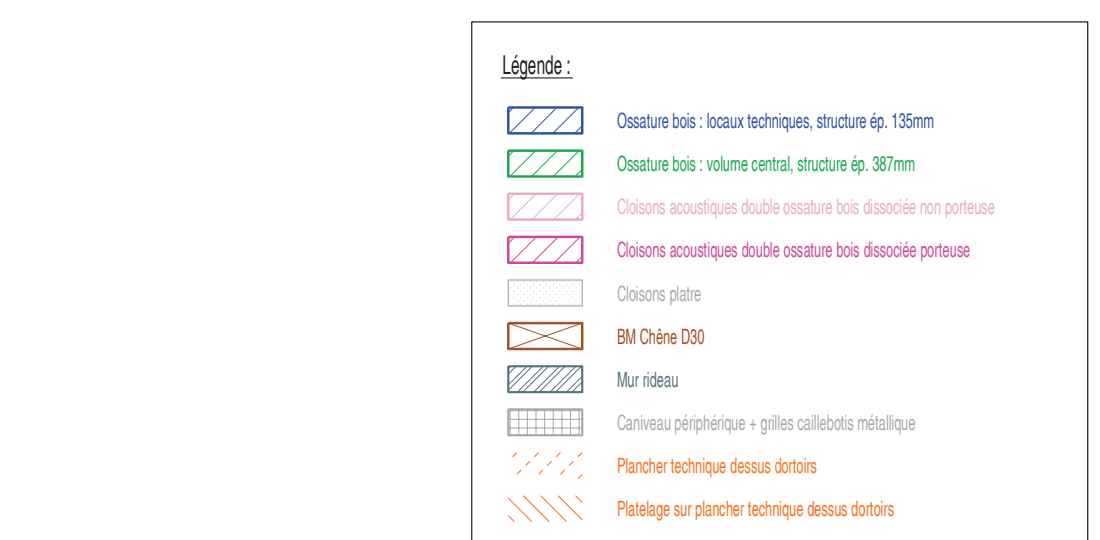 Légende :
Ossature bois : locaux techniques, structure ép. 135mm
Ossature bois : volume central, structure ép. 387mm
Cloisons acoustiques double ossature bois dissociée non porteuse
Cloisons acoustiques double ossature bois dissociée porteuse
Cloisons platre
BM Chêne D30
Mur rideau
Caniveau périphérique + grilles caillebotis métallique
Plancher technique dessus dortoirs
Platelage sur plancher technique dessus dortoirs